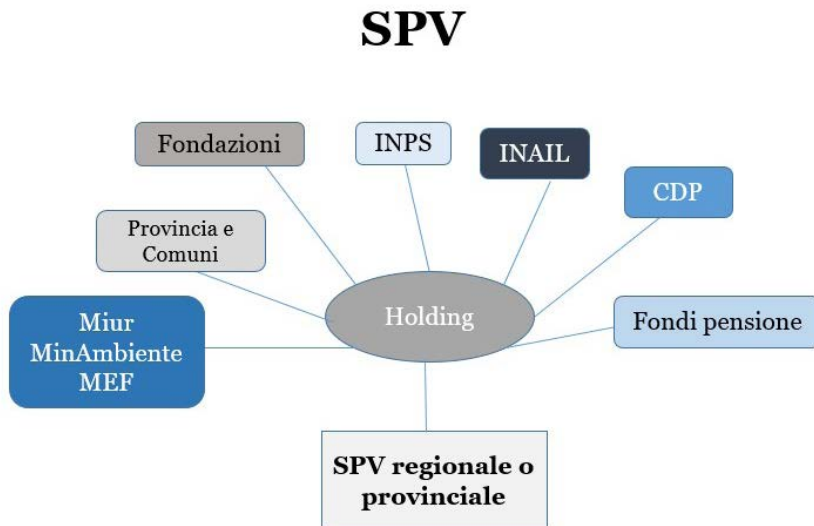 SPV
Fondazioni
INPS
INAIL
CDP
Provincia e
Comuni
Holding
Miur
MinAmbiente
MEF
Fondi pensione
SPV regionale o
provinciale